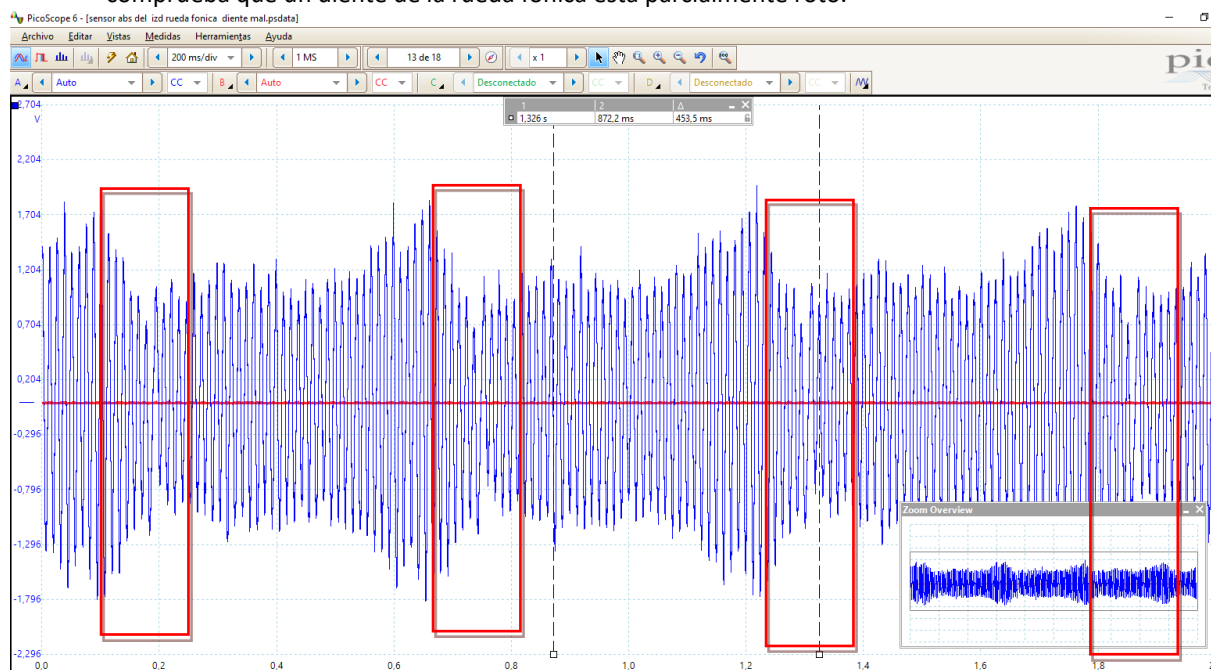 comprueba que un diente de la rueda fónica está parcialmente roto.
PicoScope 6 - [sensor abs del izd rueda fonica diente mal.psdata]
Archivo Editar Vistas Medidas Herramientas Ayuda
200 ms/div 1 MS 13 de 18 x 1
A Auto CC B Auto CC C Desconectado CC D Desconectado CC
1 2 Δ
1,326 s 872,2 ms 453,5 ms
2,704
V
2,204
1,704
1,204
0,704
0,204
-0,296
-0,796
-1,296
-1,796
-2,296
Zoom Overview
0,0 0,2 0,4 0,6 0,8 1,0 1,2 1,4 1,6 1,8